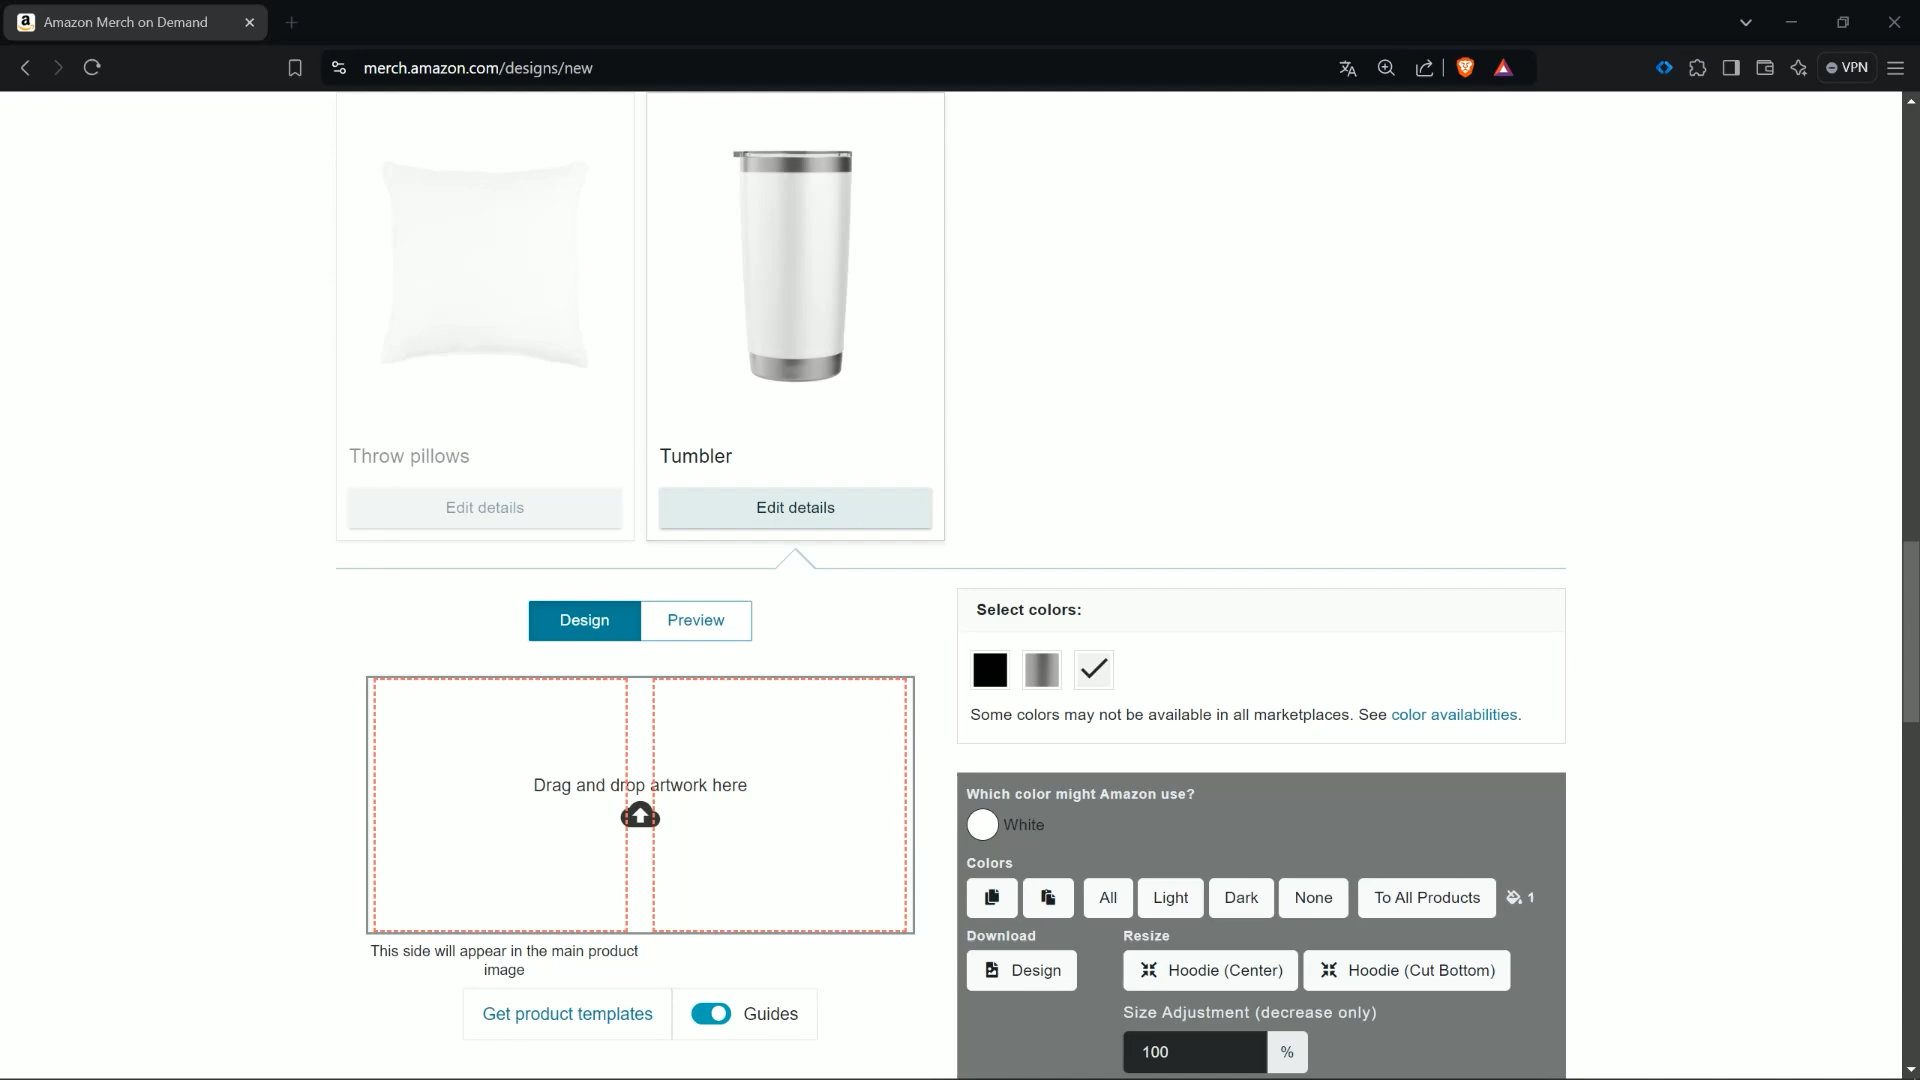 Amazon Merch on Demand
merch.amazon.com/designs/new
VPN
Throw pillows
Tumbler
Edit details
Edit details
Design
Preview
Select colors:
Some colors may not be available in all marketplaces. See color availabilities.
Drag and drop artwork here
This side will appear in the main product
image
Get product templates
Guides
Which color might Amazon use?
White
Colors
All
Light
Dark
None
To All Products
1
Download
Resize
Design
Hoodie (Center)
Hoodie (Cut Bottom)
Size Adjustment (decrease only)
100
%